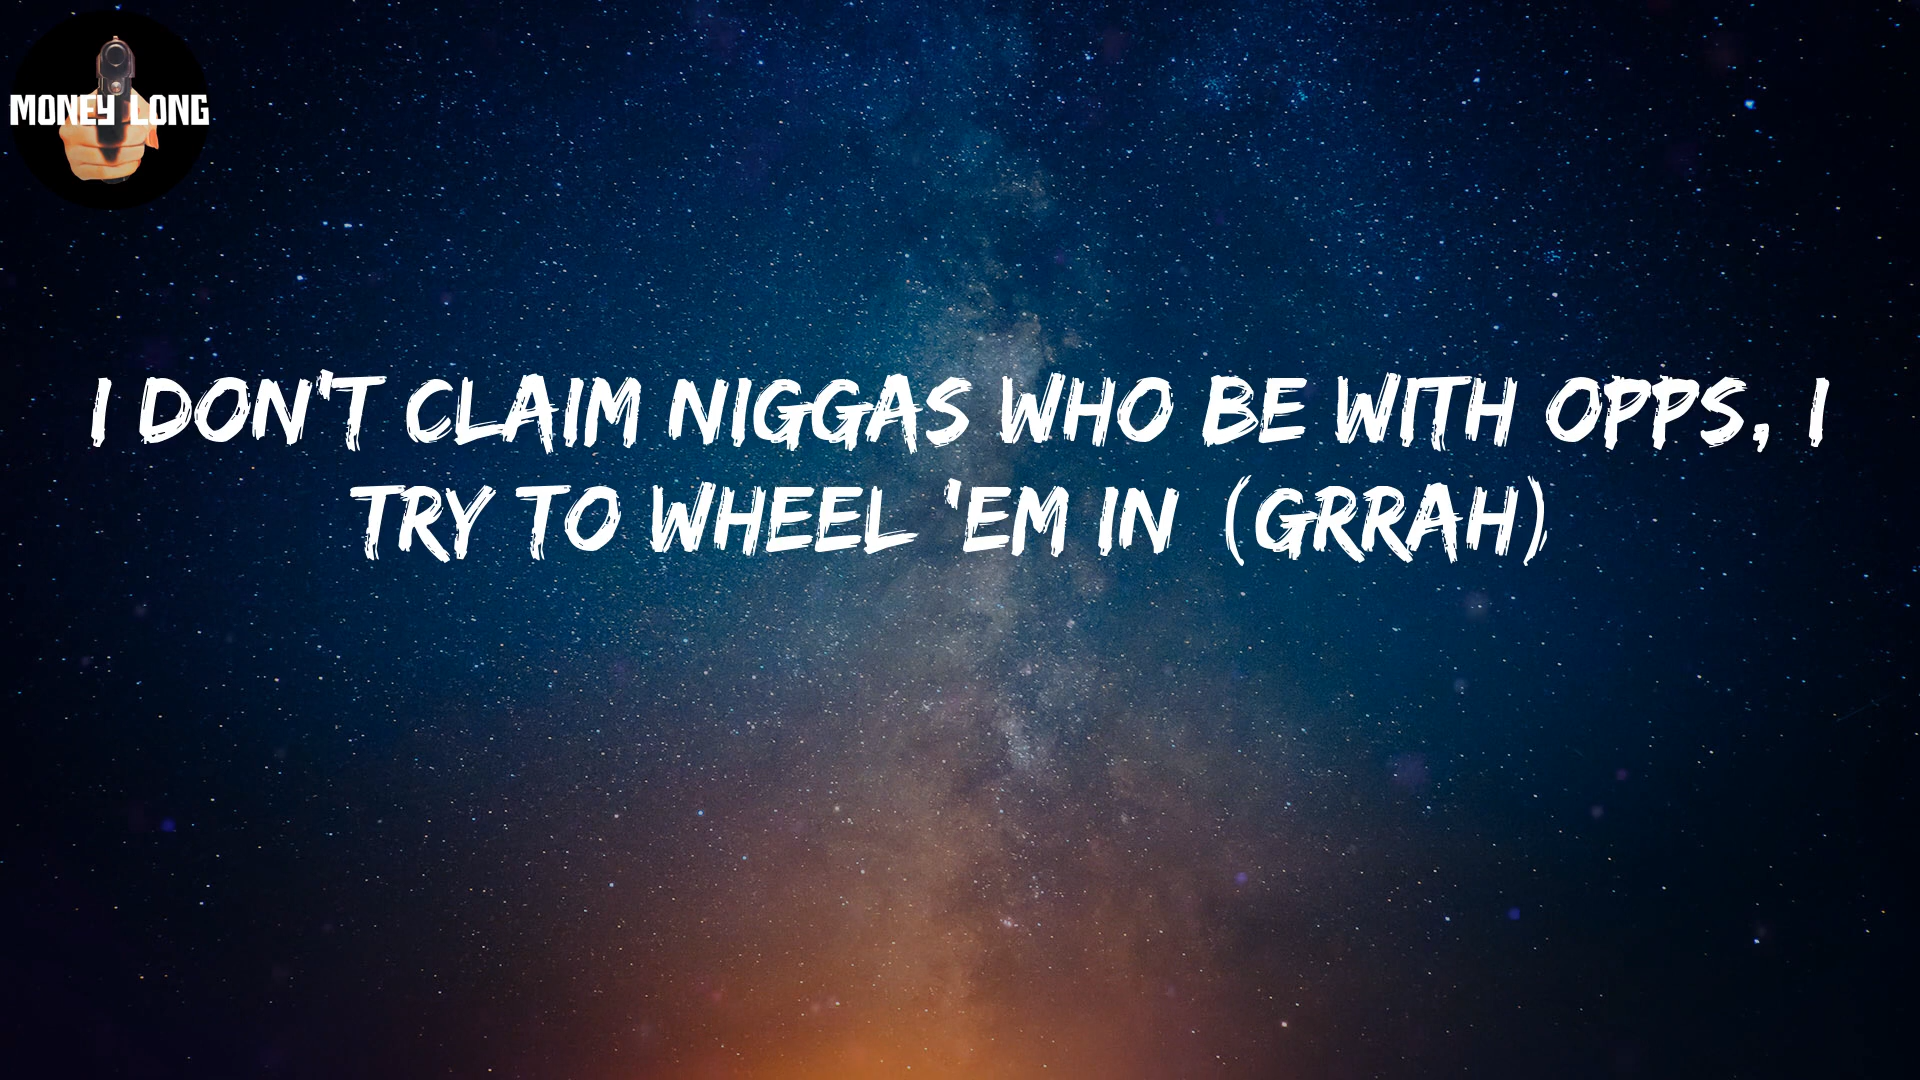 MONEY LONG
I DON'T CLAIM NIGGAS WHO BE WITH OPPS, I
TRY TO WHEEL 'EM IN (GRRAH)